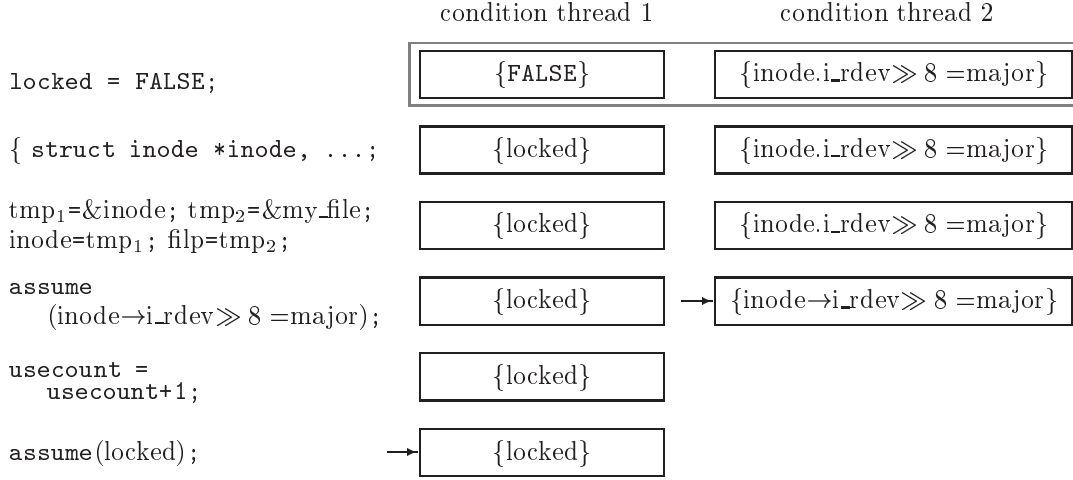 condition thread 1 condition thread 2
locked = FALSE; {FALSE} {inode.i_rdev≫ 8 =major}
{ struct inode *inode, ...; {locked} {inode.i_rdev≫ 8 =major}
tmp₁=&inode; tmp₂=&my_file;
inode=tmp₁; filp=tmp₂; {locked} {inode.i_rdev≫ 8 =major}
assume
(inode→i_rdev≫ 8 =major); {locked} {inode→i_rdev≫ 8 =major}
usecount =
usecount+1; {locked}
assume(locked); {locked}